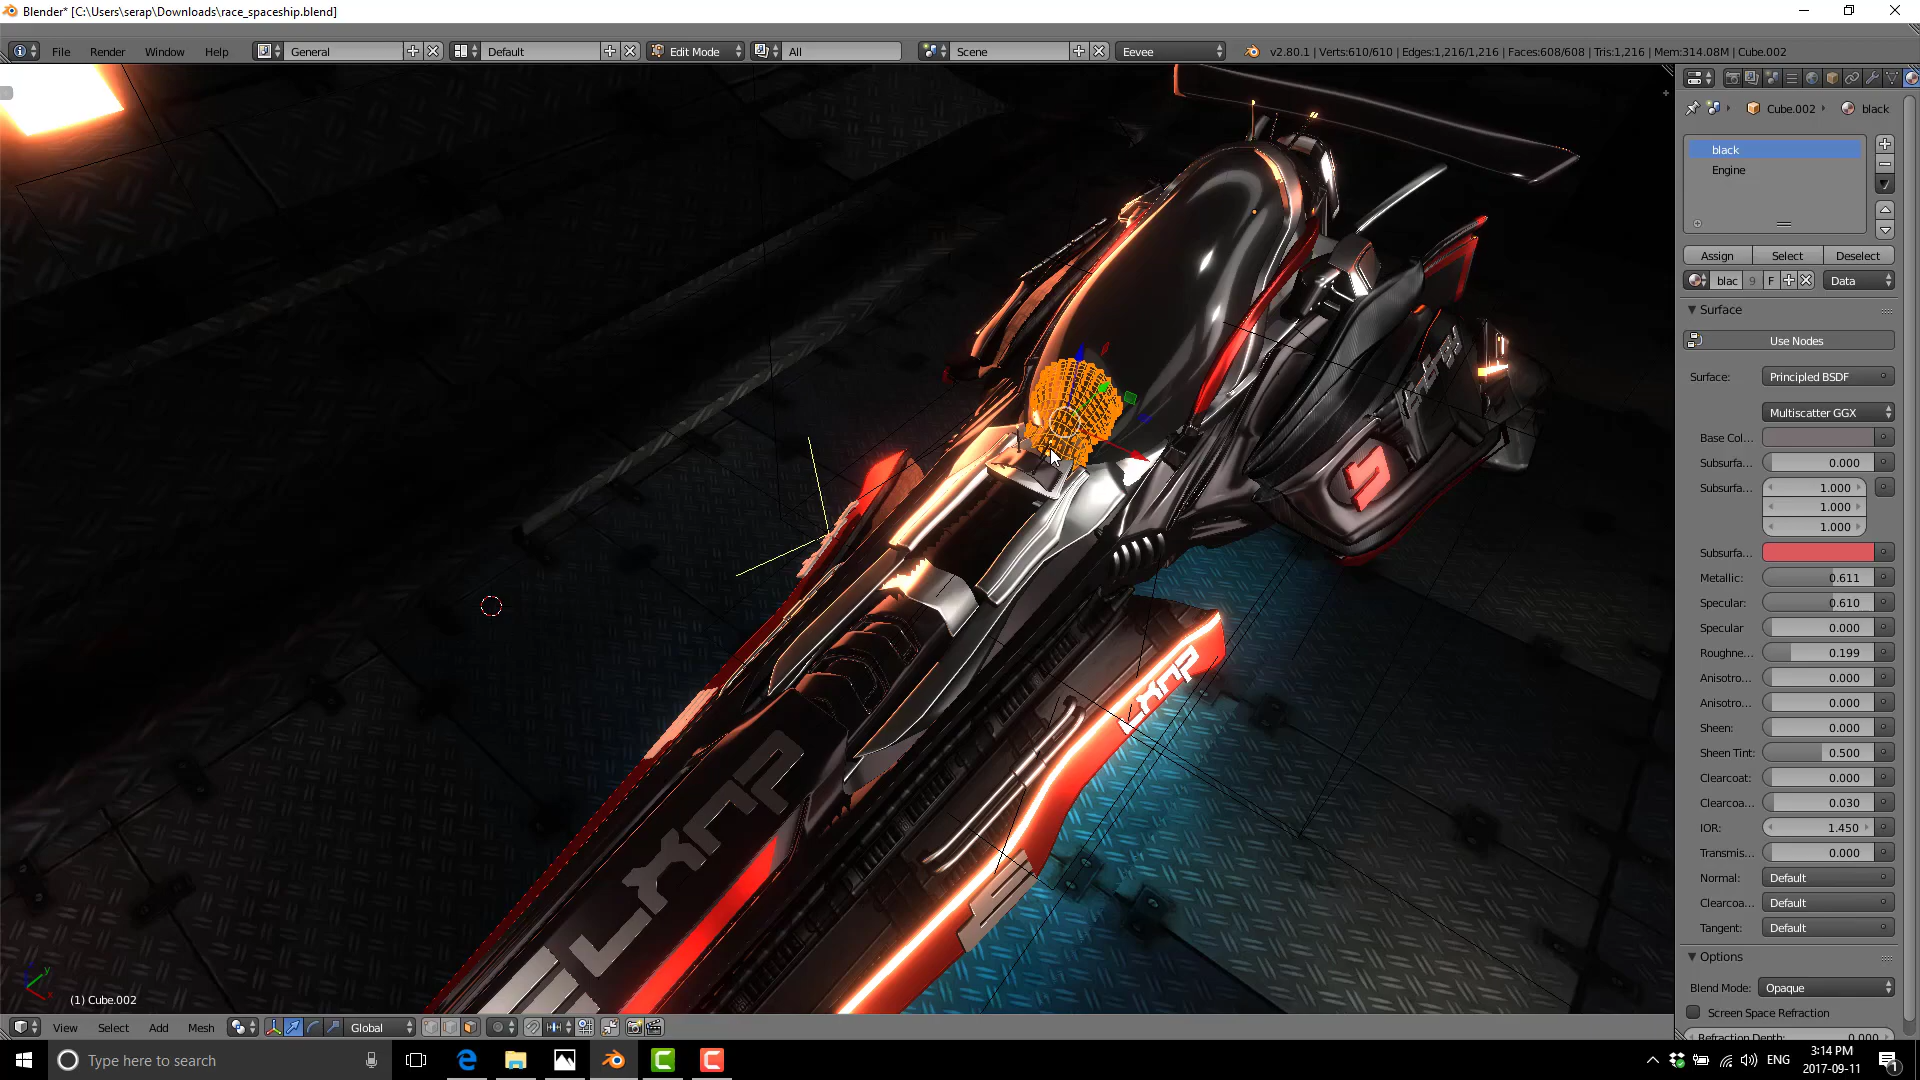 Blender* [C:\Users\serap\Downloads\race_spaceship.blend]
File Render Window Help General Default Edit Mode All Scene Eevee v2.80.1 | Verts:610/610 | Edges:1,216/1,216 | Faces:608/608 | Tris:1,216 | Mem:314.08M | Cube.002
Cube.002 black
black
Engine
Assign Select Deselect
blac 9 F Data
Surface
Use Nodes
Surface: Principled BSDF
Multiscatter GGX
Base Col...
Subsurfa... 0.000
Subsurfa... 1.000
1.000
1.000
Subsurfa...
Metallic: 0.611
Specular: 0.610
Specular 0.000
Roughne... 0.199
Anisotro... 0.000
Anisotro... 0.000
Sheen: 0.000
Sheen Tint: 0.500
Clearcoat: 0.000
Clearcoa... 0.030
IOR: 1.450
Transmis... 0.000
Normal: Default
Clearcoa... Default
Tangent: Default
Options
Blend Mode: Opaque
Screen Space Refraction
Refraction Depth: 0.000
(1) Cube.002
View Select Add Mesh Global
Type here to search
ENG
3:14 PM
2017-09-11
1